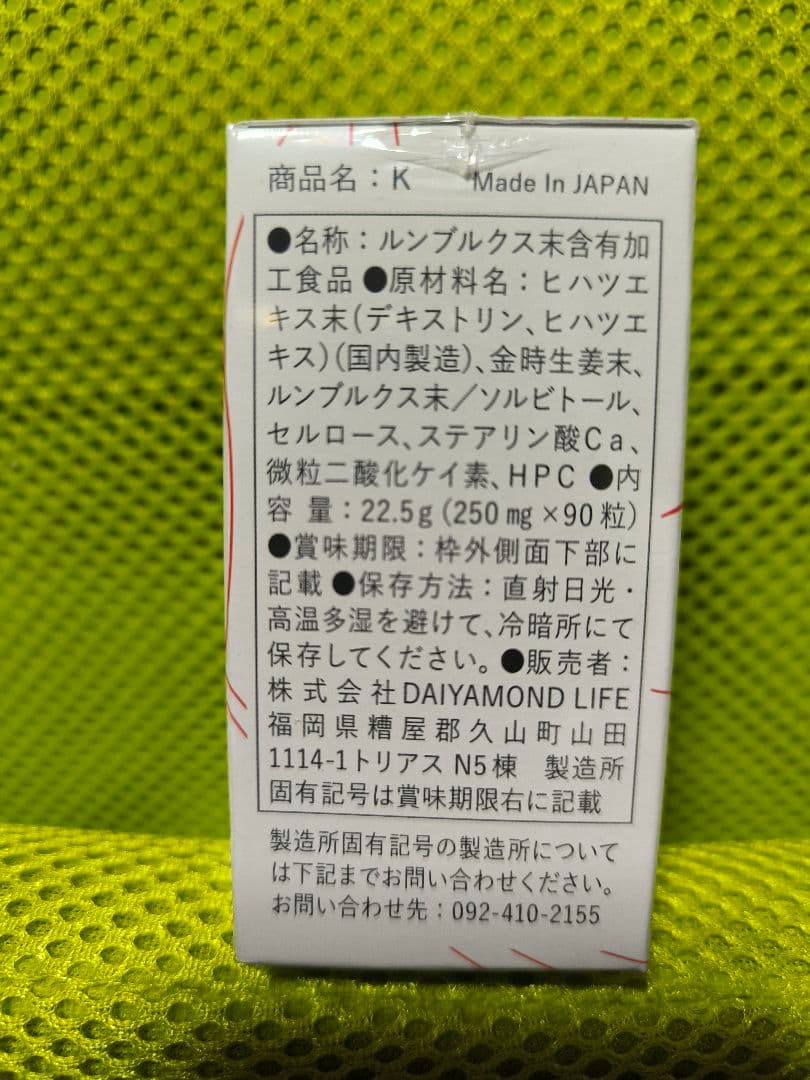 商品名：K Made In JAPAN
●名称：ルンブルクス末含有加
工食品 ●原材料名：ヒハツエ
キス末(デキストリン、ヒハツエ
キス)(国内製造)、金時生姜末、
ルンブルクス末／ソルビトール、
セルロース、ステアリン酸Ca、
微粒二酸化ケイ素、HPC ●内
容量：22.5g (250㎎×90粒)
●賞味期限：枠外側面下部に
記載 ●保存方法：直射日光・
高温多湿を避けて、冷暗所にて
保存してください。●販売者：
株式会社DAIYAMOND LIFE
福岡県糟屋郡久山町山田
1114-1トリアス N5棟 製造所
固有記号は賞味期限右に記載
製造所固有記号の製造所について
は下記までお問い合わせください。
お問い合わせ先：092-410-2155